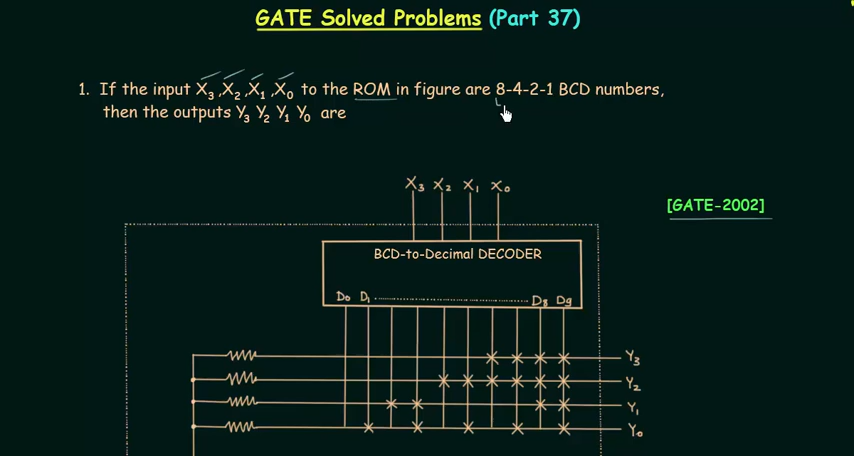 GATE Solved Problems (Part 37)
1. If the input X₃ ,X₂ ,X₁ ,X₀ to the ROM in figure are 8-4-2-1 BCD numbers,
then the outputs Y₃ Y₂ Y₁ Y₀ are
X₃ X₂ X₁ X₀
[GATE-2002]
BCD-to-Decimal DECODER
D₀ D₁ D₈ D₉
Y₃
Y₂
Y₁
Y₀